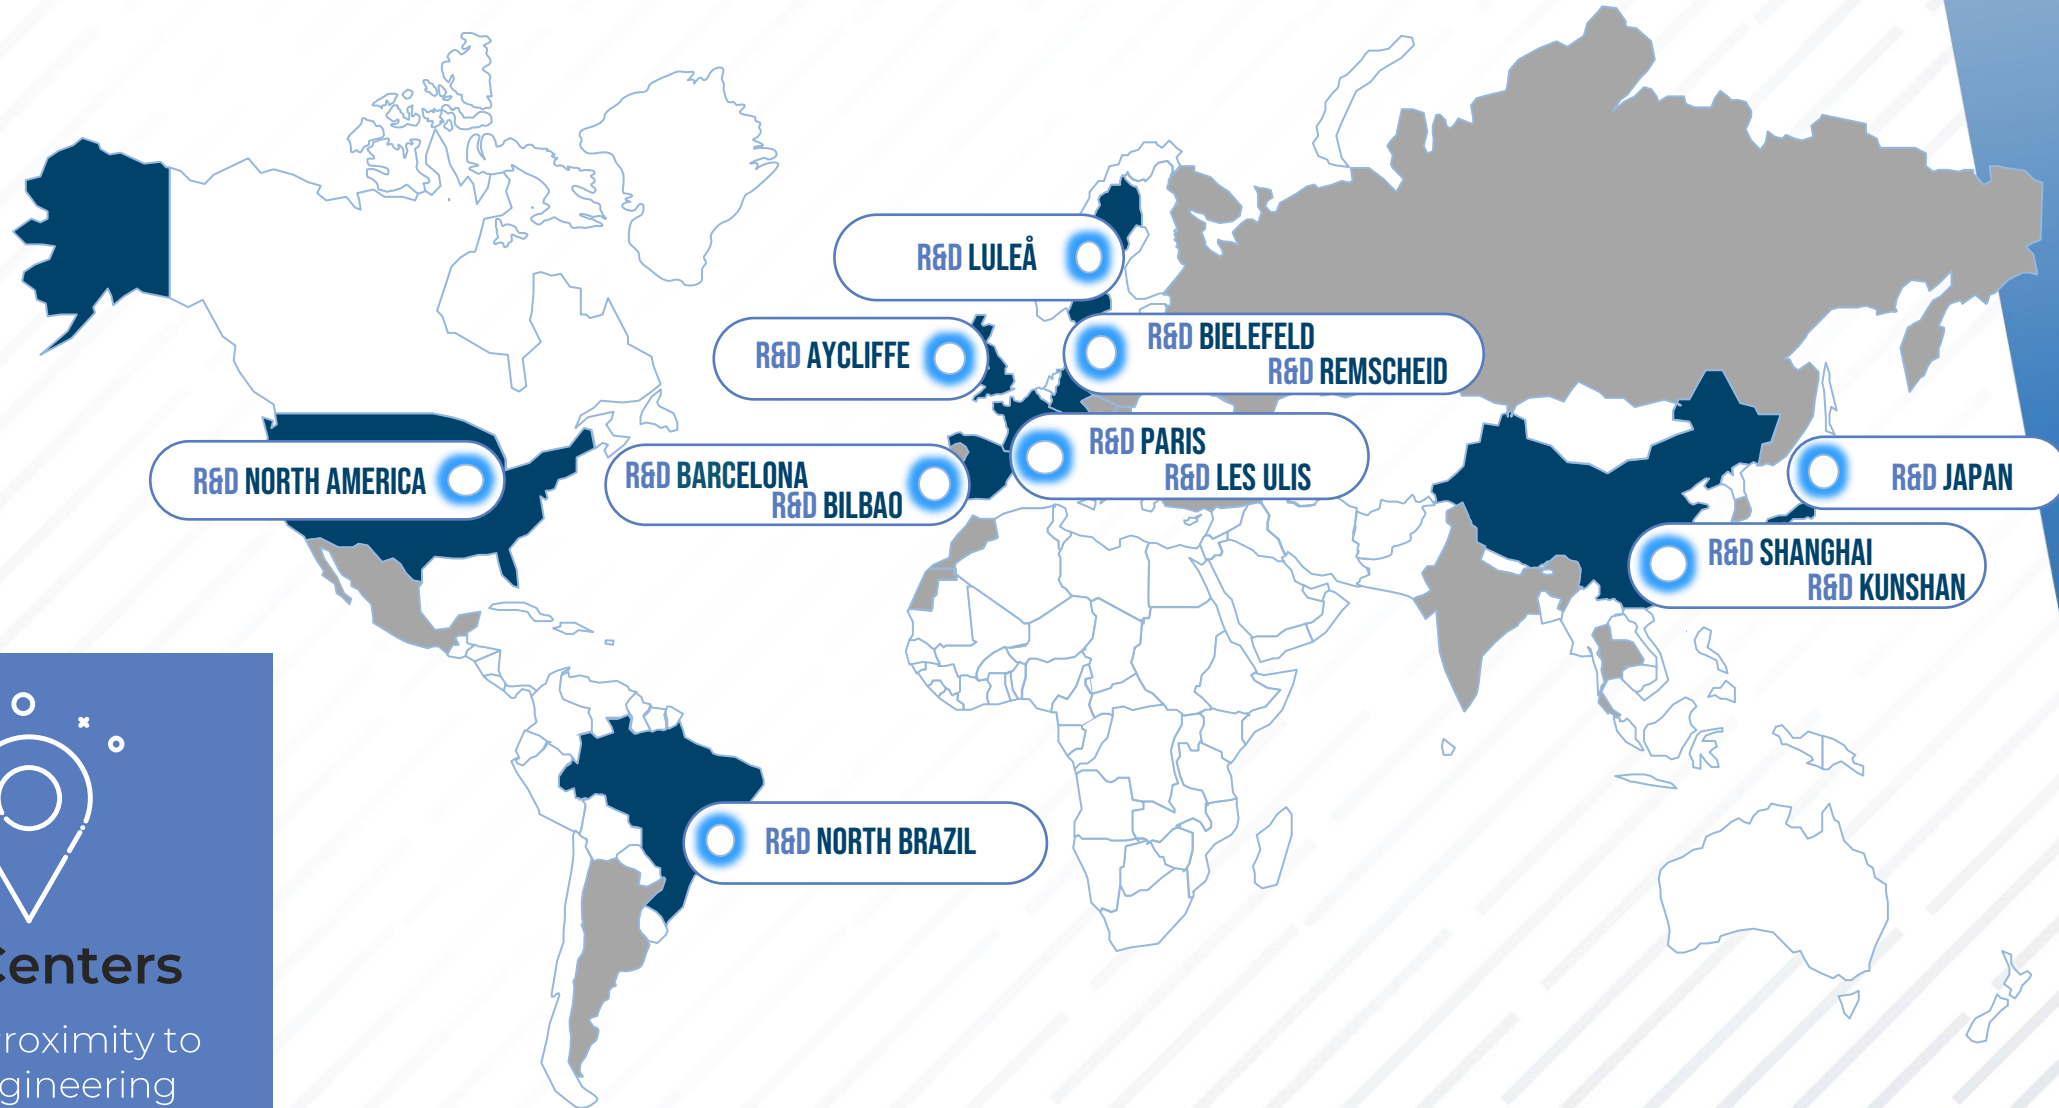 R&D LULEÅ
R&D AYCLIFFE
R&D BIELEFELD
R&D REMSCHEID
R&D NORTH AMERICA
R&D BARCELONA
R&D BILBAO
R&D PARIS
R&D LES ULIS
R&D JAPAN
R&D SHANGHAI
R&D KUNSHAN
R&D NORTH BRAZIL
Centers
roximity to
gineering